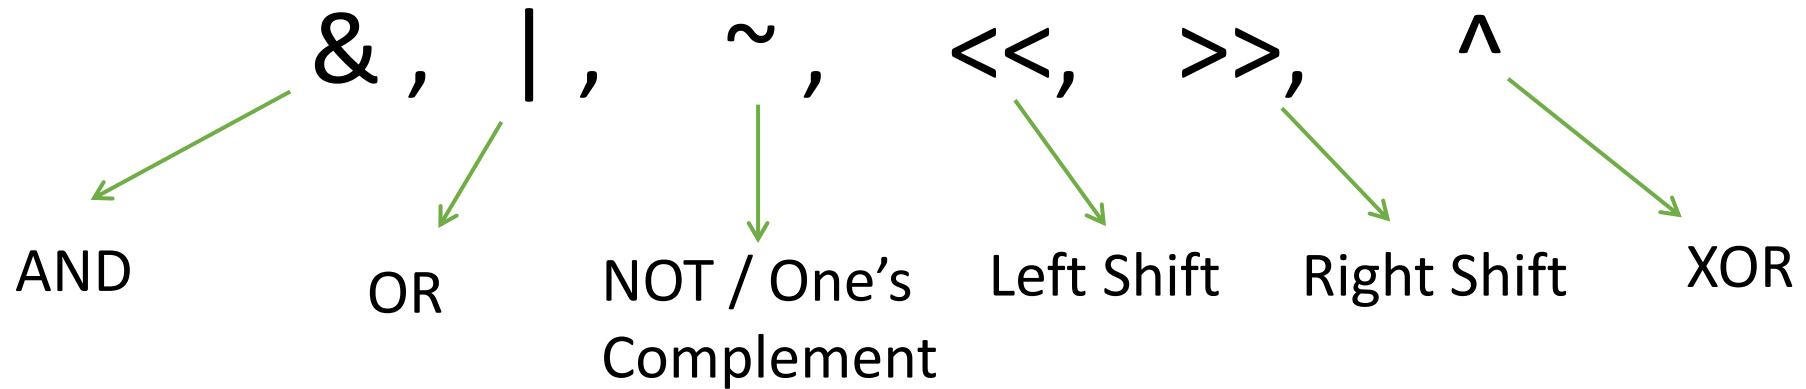 & , | , ~ , <<, >>, ^
AND
OR
NOT / One’s
Complement
Left Shift
Right Shift
XOR